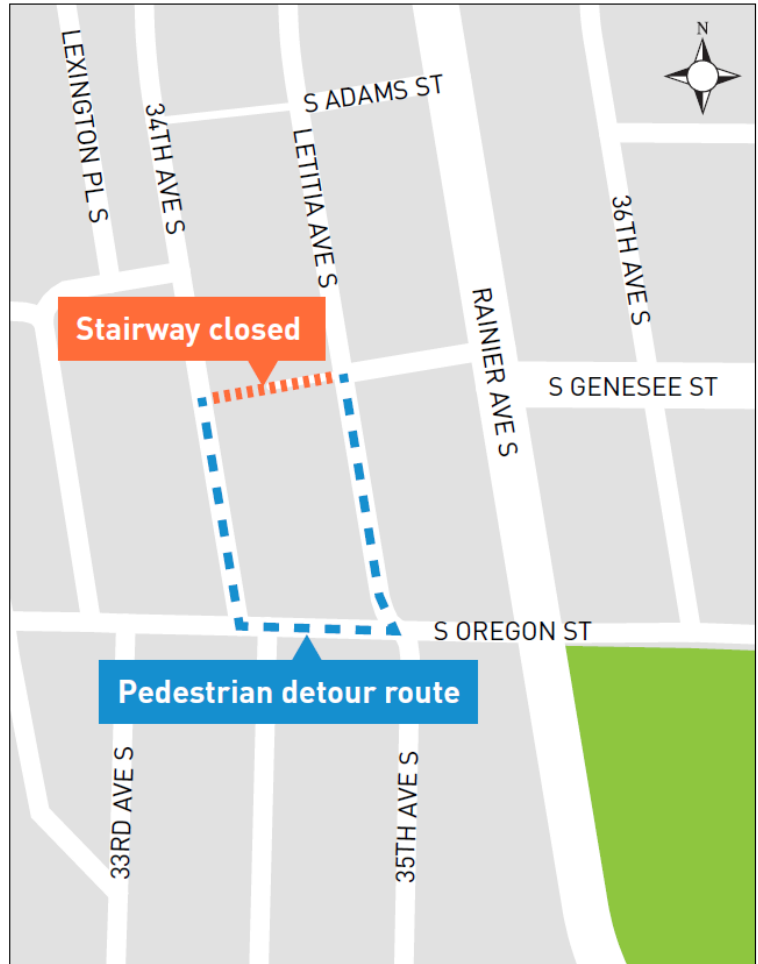 N
LEXINGTON PL S
34TH AVE S
S ADAMS ST
LETITIA AVE S
36TH AVE S
RAINIER AVE S
Stairway closed
S GENESEE ST
S OREGON ST
Pedestrian detour route
33RD AVE S
35TH AVE S